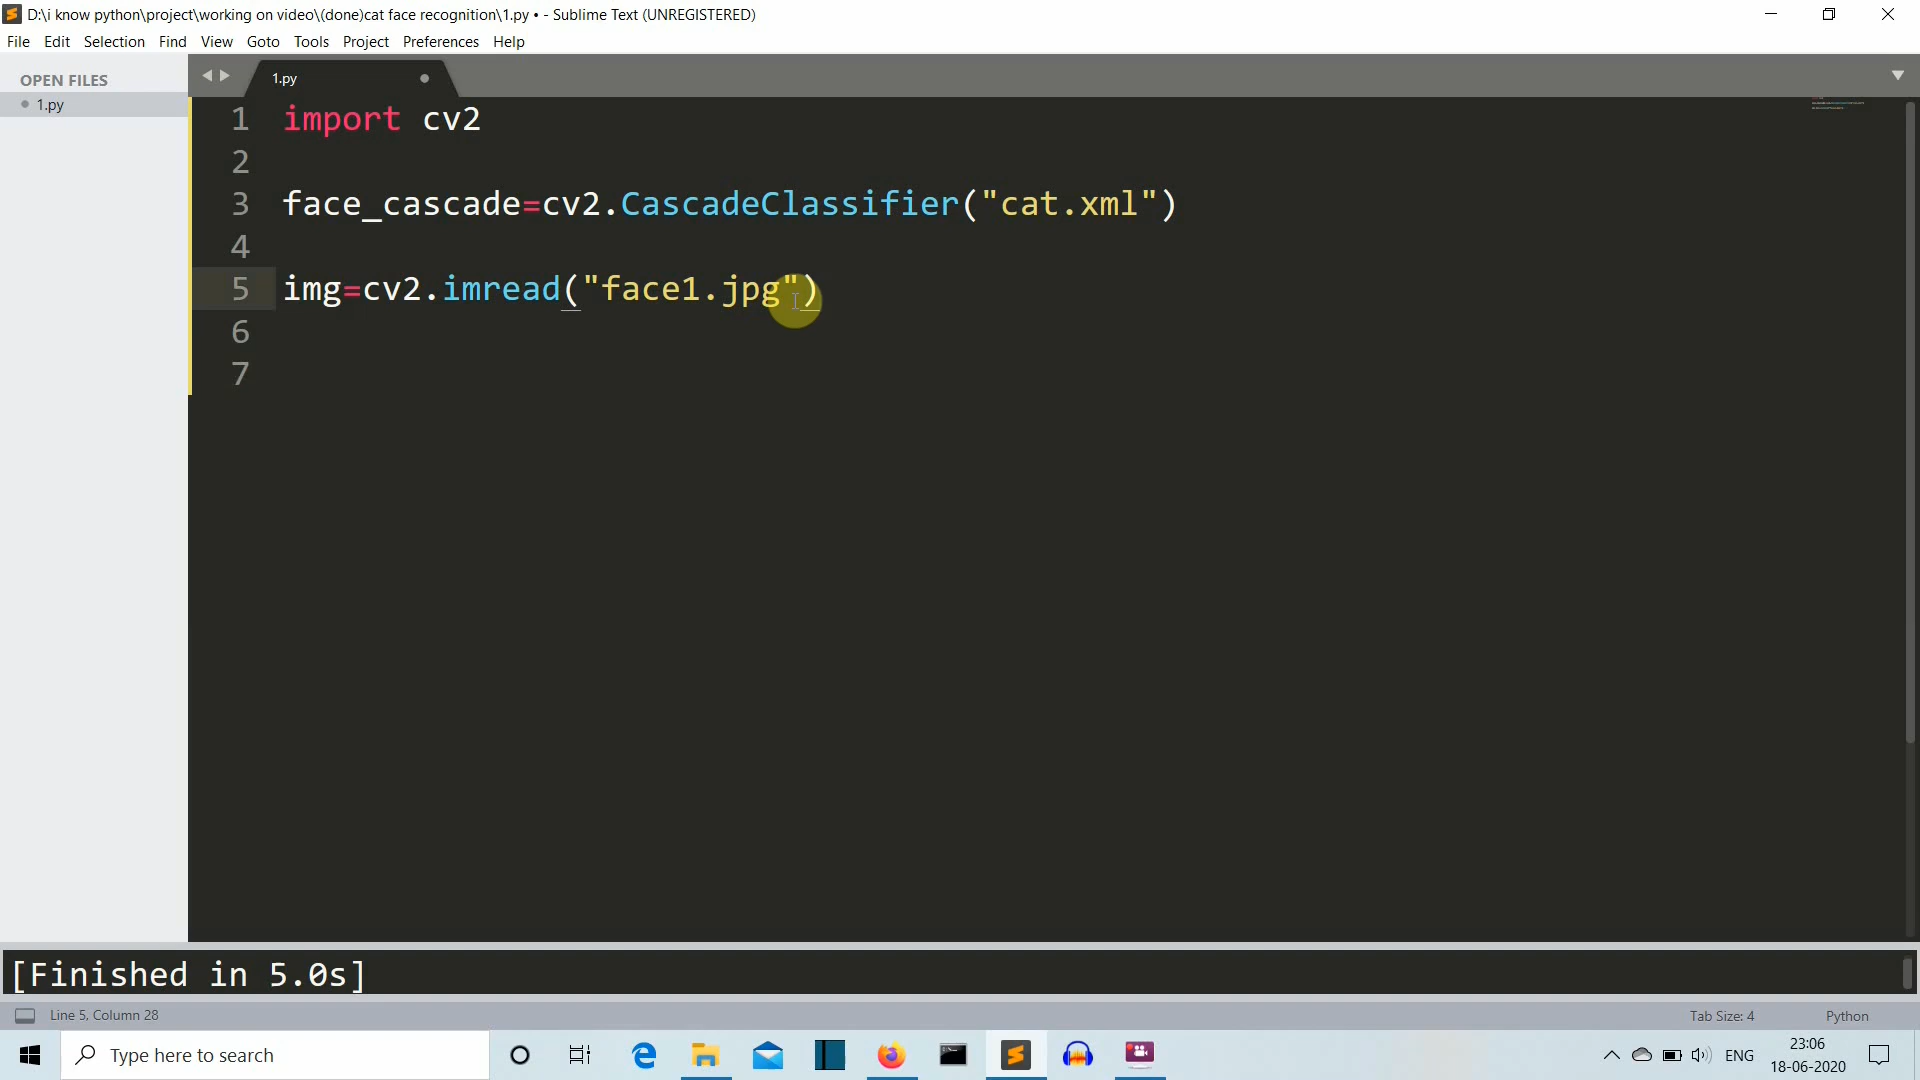 D:\i know python\project\working on video\(done)cat face recognition\1.py • - Sublime Text (UNREGISTERED)
File Edit Selection Find View Goto Tools Project Preferences Help
OPEN FILES
1.py
1.py
1 import cv2
2
3 face_cascade=cv2.CascadeClassifier("cat.xml")
4
5 img=cv2.imread("face1.jpg")
6
7
[Finished in 5.0s]
Line 5, Column 28
Tab Size: 4
Python
Type here to search
ENG
23:06
18-06-2020